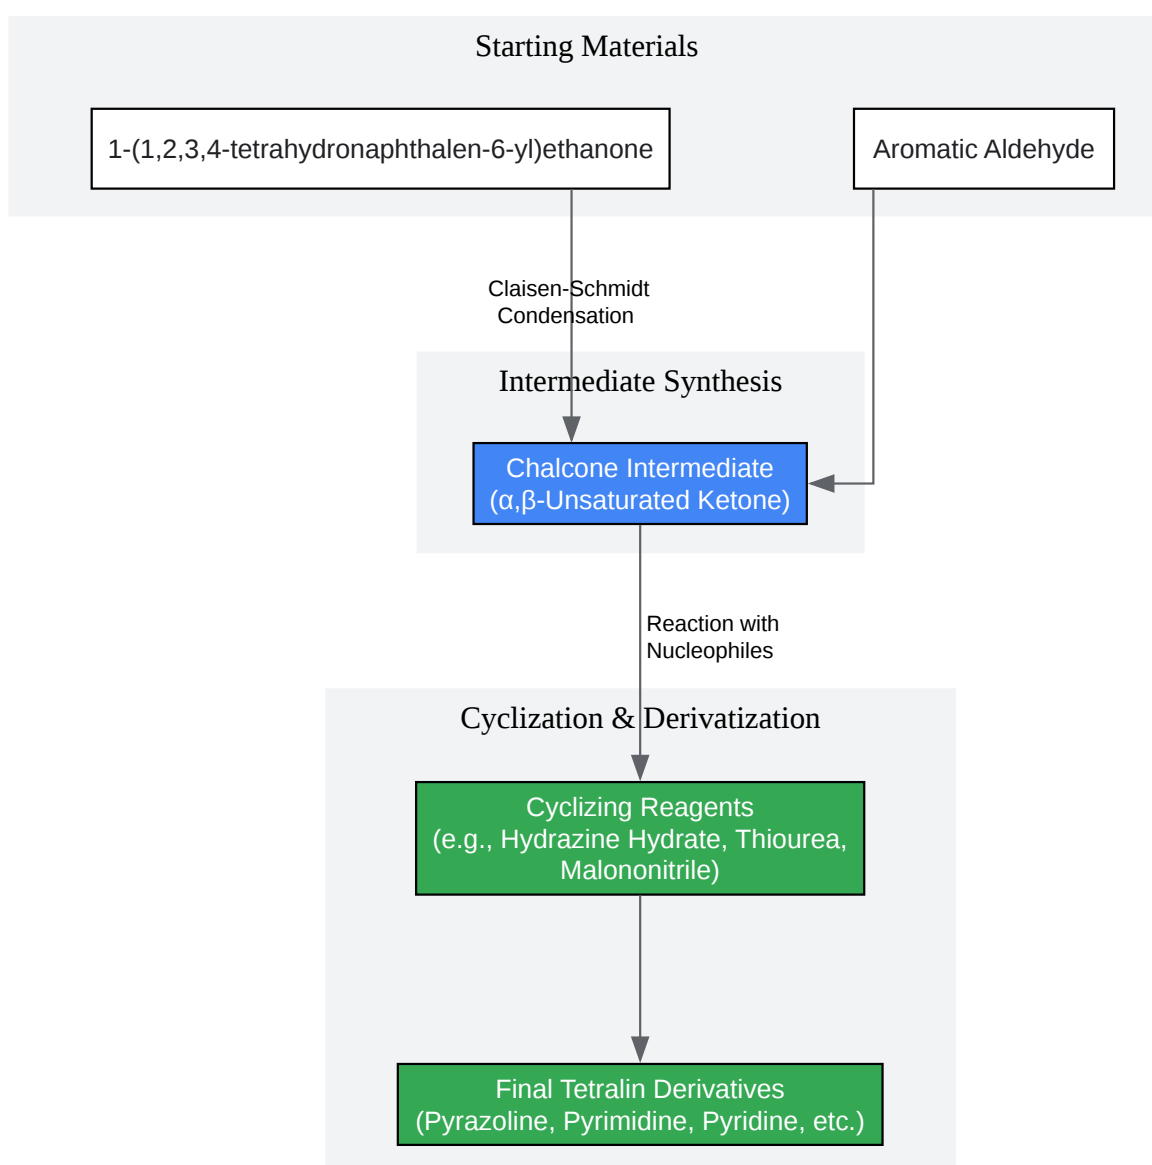 Starting Materials
1-(1,2,3,4-tetrahydronaphthalen-6-yl)ethanone
Aromatic Aldehyde
Claisen-Schmidt
Condensation
Intermediate Synthesis
Chalcone Intermediate
(α,β-Unsaturated Ketone)
Reaction with
Nucleophiles
Cyclization & Derivatization
Cyclizing Reagents
(e.g., Hydrazine Hydrate, Thiourea,
Malononitrile)
Final Tetralin Derivatives
(Pyrazoline, Pyrimidine, Pyridine, etc.)